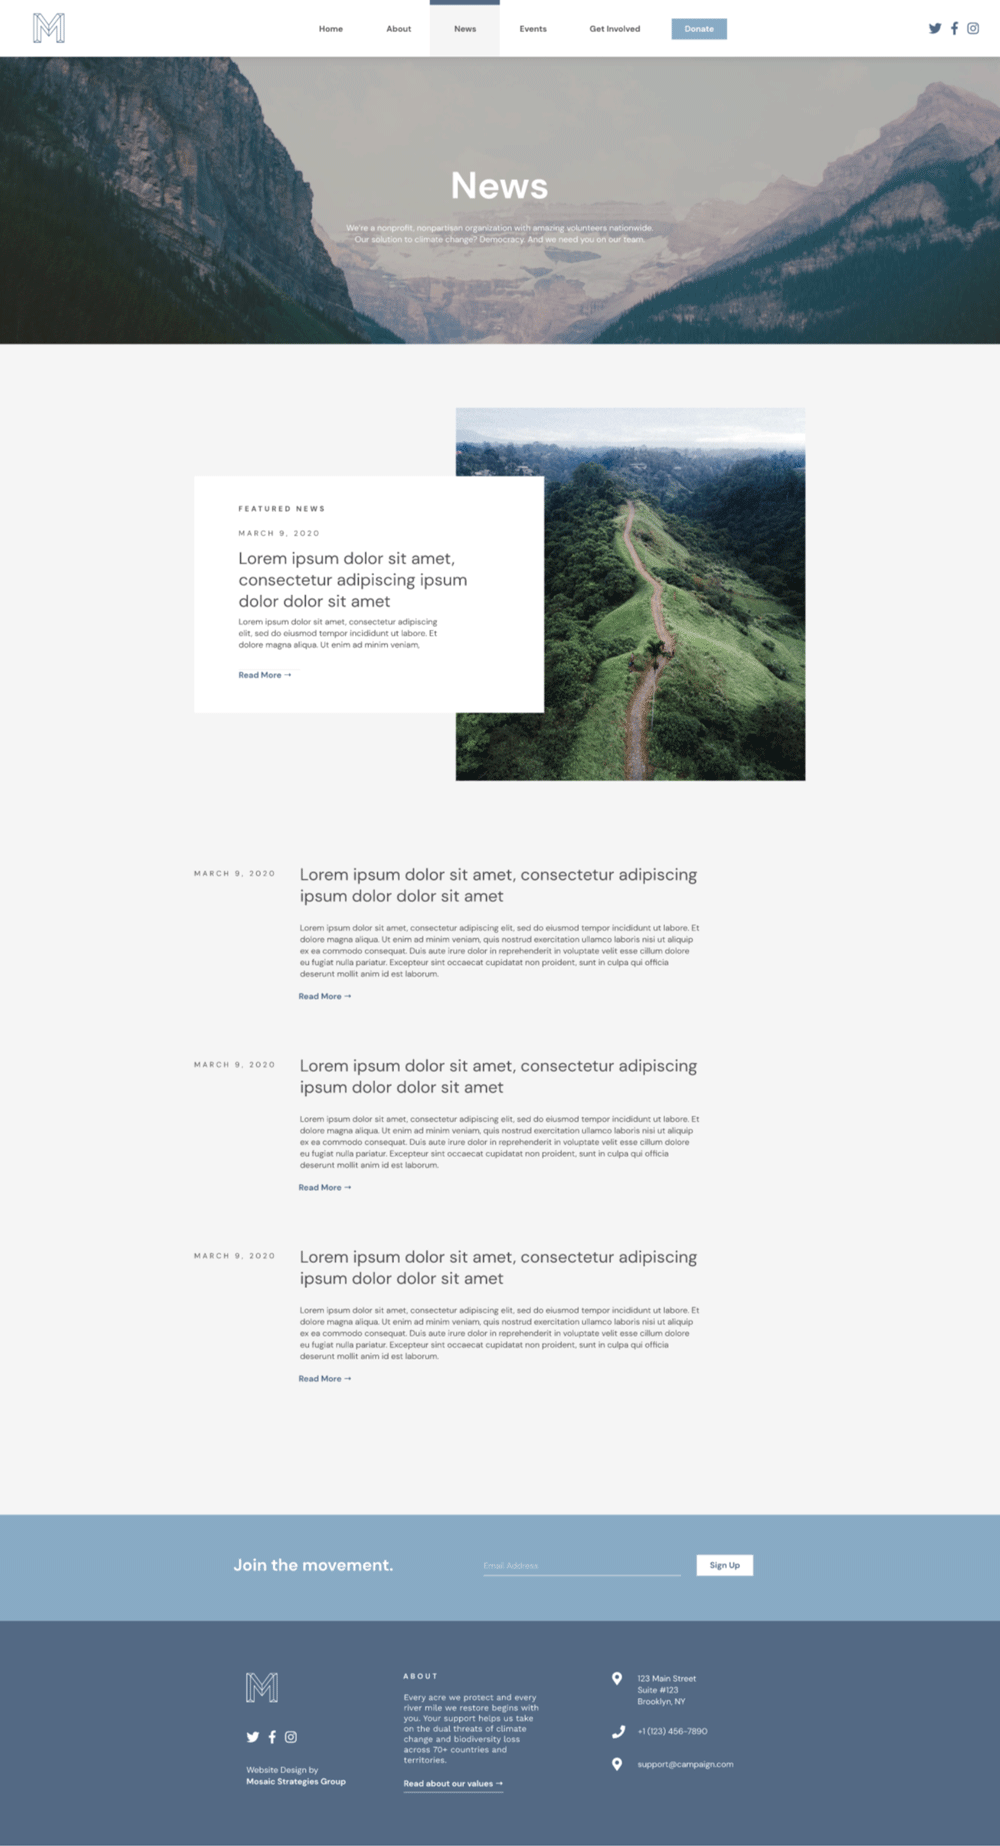 M
Home About News Events Get Involved Donate
News
We're a nonprofit, nonpartisan organization with amazing volunteers nationwide.
Our solution to climate change? Democracy. And we need you on our team.
FEATURED NEWS
MARCH 9, 2020
Lorem ipsum dolor sit amet,
consectetur adipiscing ipsum
dolor dolor sit amet
Lorem ipsum dolor sit amet, consectetur adipiscing
elit, sed do eiusmod tempor incididunt ut labore. Et
dolore magna aliqua. Ut enim ad minim veniam,
Read More →
MARCH 9, 2020
Lorem ipsum dolor sit amet, consectetur adipiscing
ipsum dolor dolor sit amet
Lorem ipsum dolor sit amet, consectetur adipiscing elit, sed do eiusmod tempor incididunt ut labore. Et
dolore magna aliqua. Ut enim ad minim veniam, quis nostrud exercitation ullamco laboris nisi ut aliquip
ex ea commodo consequat. Duis aute irure dolor in reprehenderit in voluptate velit esse cillum dolore
eu fugiat nulla pariatur. Excepteur sint occaecat cupidatat non proident, sunt in culpa qui officia
deserunt mollit anim id est laborum.
Read More →
MARCH 9, 2020
Lorem ipsum dolor sit amet, consectetur adipiscing
ipsum dolor dolor sit amet
Lorem ipsum dolor sit amet, consectetur adipiscing elit, sed do eiusmod tempor incididunt ut labore. Et
dolore magna aliqua. Ut enim ad minim veniam, quis nostrud exercitation ullamco laboris nisi ut aliquip
ex ea commodo consequat. Duis aute irure dolor in reprehenderit in voluptate velit esse cillum dolore
eu fugiat nulla pariatur. Excepteur sint occaecat cupidatat non proident, sunt in culpa qui officia
deserunt mollit anim id est laborum.
Read More →
MARCH 9, 2020
Lorem ipsum dolor sit amet, consectetur adipiscing
ipsum dolor dolor sit amet
Lorem ipsum dolor sit amet, consectetur adipiscing elit, sed do eiusmod tempor incididunt ut labore. Et
dolore magna aliqua. Ut enim ad minim veniam, quis nostrud exercitation ullamco laboris nisi ut aliquip
ex ea commodo consequat. Duis aute irure dolor in reprehenderit in voluptate velit esse cillum dolore
eu fugiat nulla pariatur. Excepteur sint occaecat cupidatat non proident, sunt in culpa qui officia
deserunt mollit anim id est laborum.
Read More →
Join the movement.
Email Address
Sign Up
M
Website Design by
Mosaic Strategies Group
ABOUT
Every acre we protect and every
river mile we restore begins with
you. Your support helps us take
on the dual threats of climate
change and biodiversity loss
across 70+ countries and
territories.
Read about our values →
123 Main Street
Suite #123
Brooklyn, NY
+1 (123) 456-7890
support@campaign.com